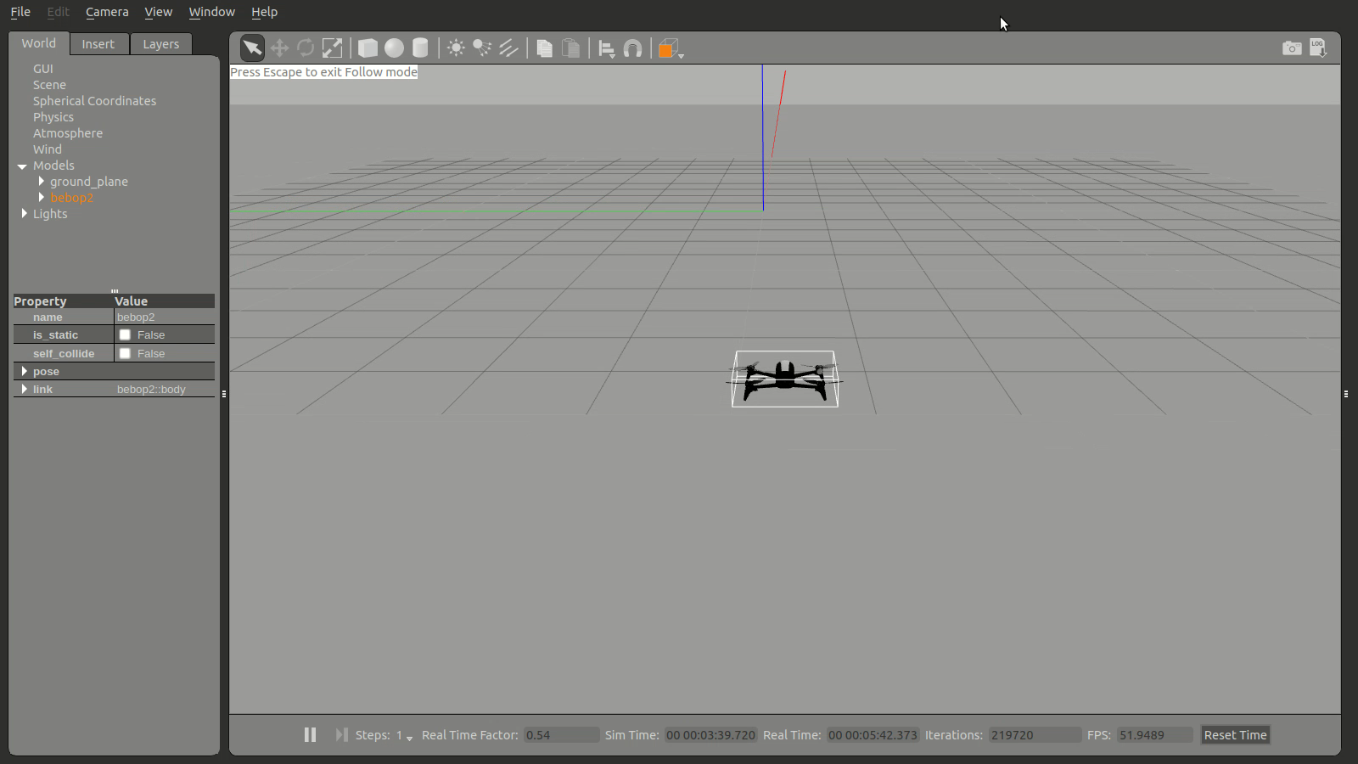 File Edit Camera View Window Help
World Insert Layers
LOG
Press Escape to exit Follow mode
GUI
Scene
Spherical Coordinates
Physics
Atmosphere
Wind
Models
ground_plane
bebop2
Lights
Property Value
name bebop2
is_static False
self_collide False
pose
link bebop2::body
Steps: 1 Real Time Factor: 0.54 Sim Time: 00 00:03:39.720 Real Time: 00 00:05:42.373 Iterations: 219720 FPS: 51.9489 Reset Time